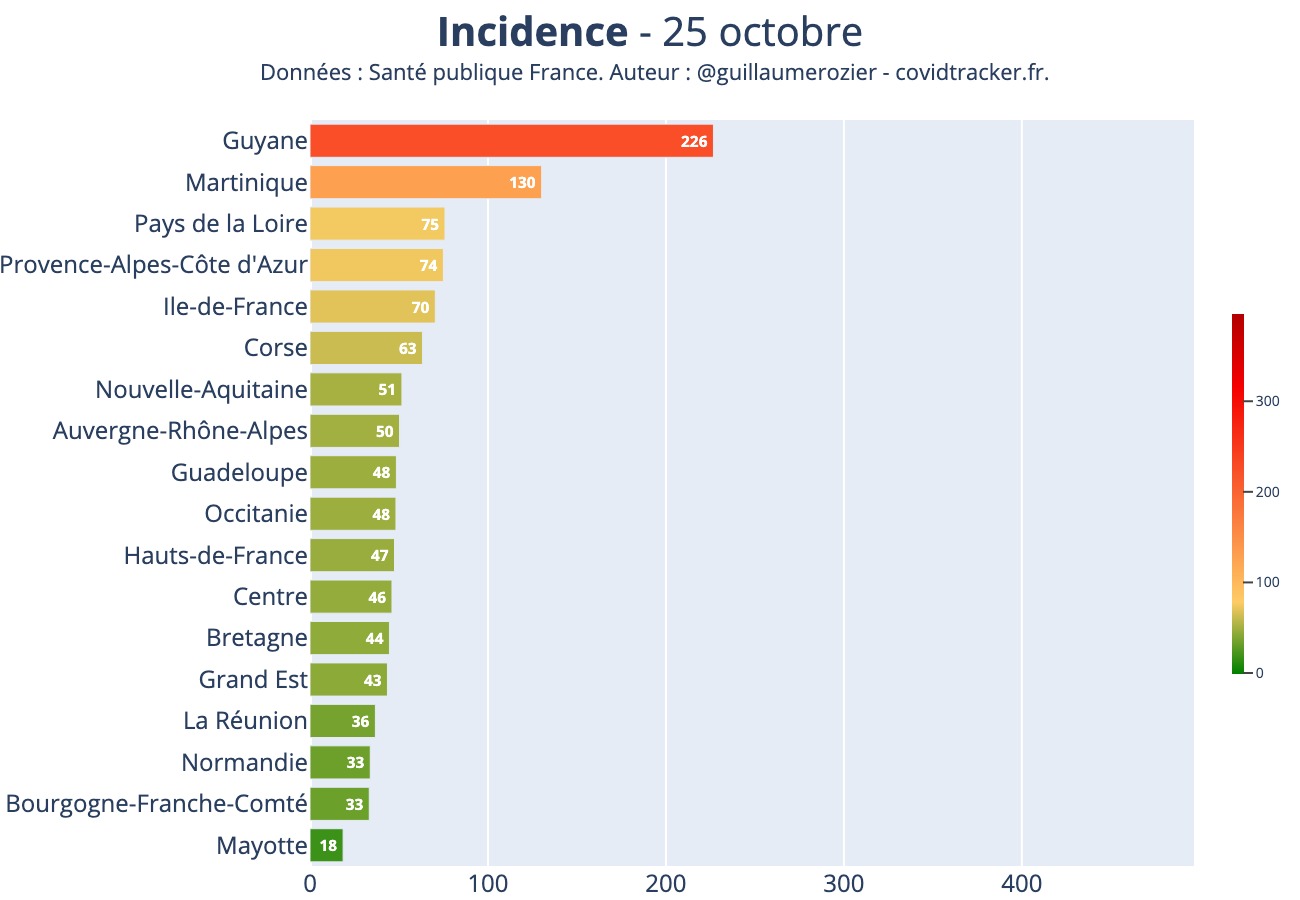 Incidence - 25 octobre
Données : Santé publique France. Auteur : @guillaumerozier - covidtracker.fr.
Guyane 226
Martinique 130
Pays de la Loire 75
Provence-Alpes-Côte d'Azur 74
Ile-de-France 70
Corse 63
Nouvelle-Aquitaine 51
Auvergne-Rhône-Alpes 50
Guadeloupe 48
Occitanie 48
Hauts-de-France 47
Centre 46
Bretagne 44
Grand Est 43
La Réunion 36
Normandie 33
Bourgogne-Franche-Comté 33
Mayotte 18
0 100 200 300 400
300
200
100
0